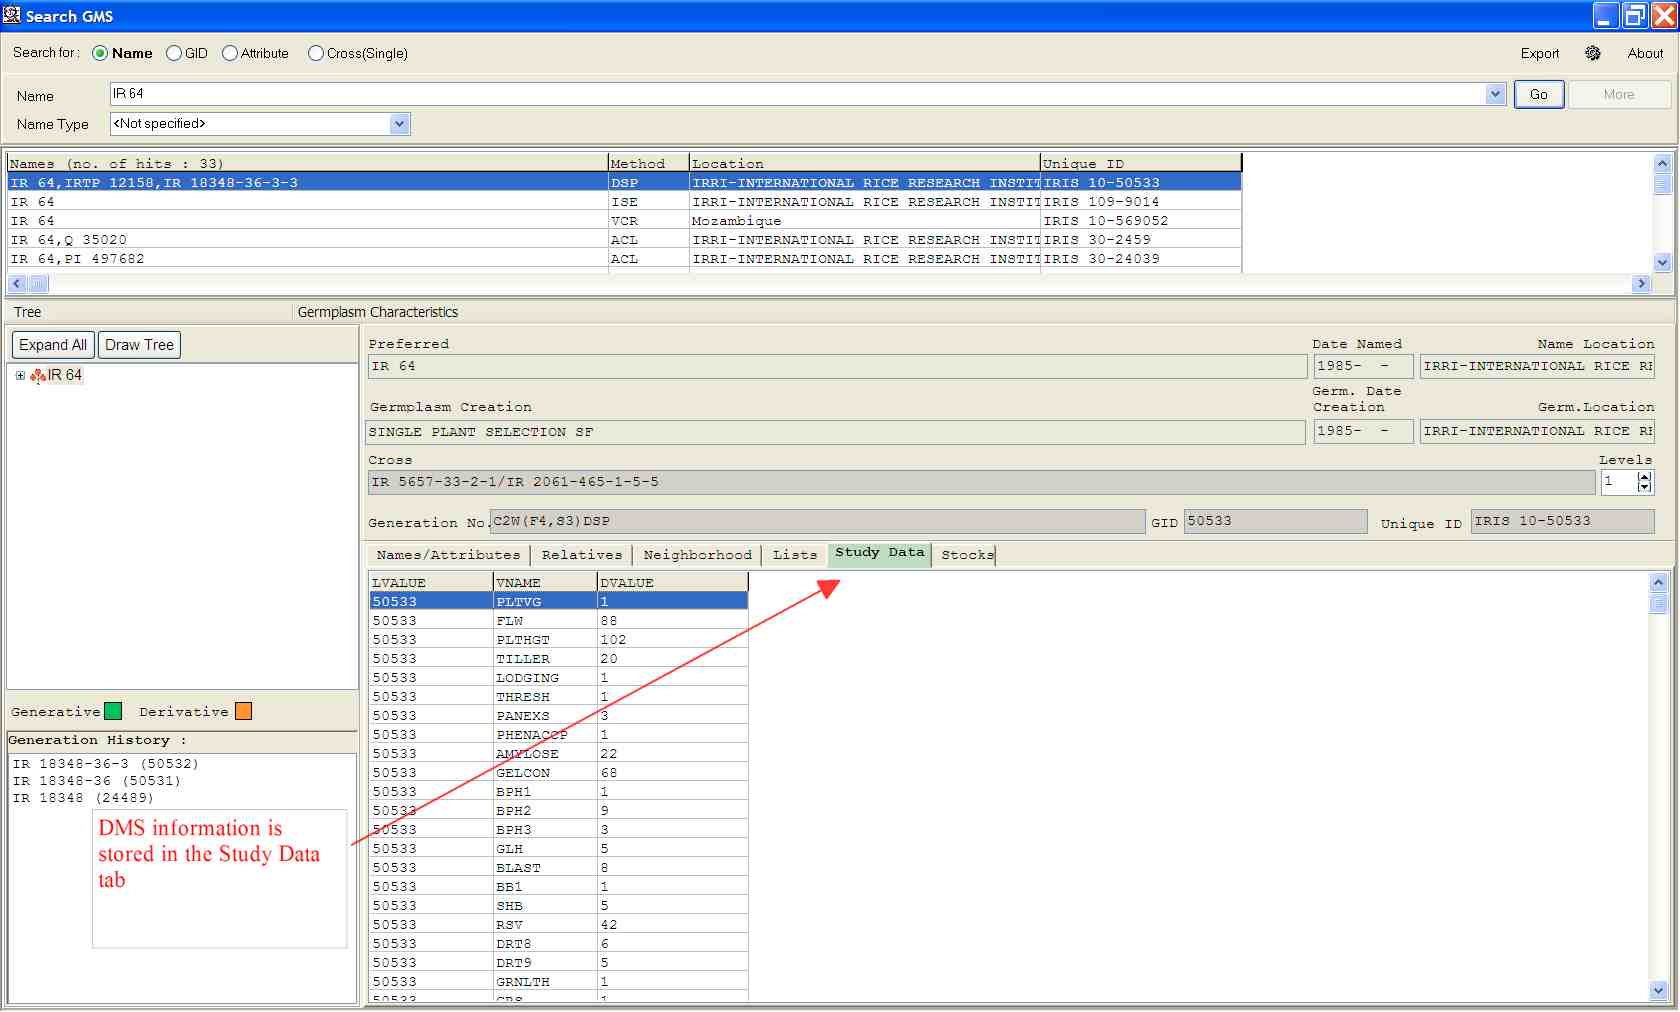 Search GMS
Search for : Name GID Attribute Cross(Single) Export About
Name IR 64 Go More
Name Type <Not specified>
Names (no. of hits : 33) Method Location Unique ID
IR 64,IRTP 12158,IR 18348-36-3-3 DSP IRRI-INTERNATIONAL RICE RESEARCH INSTIT IRIS 10-50533
IR 64 ISE IRRI-INTERNATIONAL RICE RESEARCH INSTIT IRIS 109-9014
IR 64 VCR Mozambique IRIS 10-569052
IR 64,Q 35020 ACL IRRI-INTERNATIONAL RICE RESEARCH INSTIT IRIS 30-2459
IR 64,PI 497682 ACL IRRI-INTERNATIONAL RICE RESEARCH INSTIT IRIS 30-24039
Tree Germplasm Characteristics
Expand All Draw Tree
IR 64
Generative Derivative
Generation History :
IR 18348-36-3 (50532)
IR 18348-36 (50531)
IR 18348 (24489)
DMS information is
stored in the Study Data
tab
Preferred Date Named Name Location
IR 64 1985- - IRRI-INTERNATIONAL RICE RE
Germplasm Creation Germ. Date Creation Germ.Location
SINGLE PLANT SELECTION SF 1985- - IRRI-INTERNATIONAL RICE RE
Cross Levels
IR 5657-33-2-1/IR 2061-465-1-5-5 1
Generation No. C2W(F4,S3)DSP GID 50533 Unique ID IRIS 10-50533
Names/Attributes Relatives Neighborhood Lists Study Data Stocks
LVALUE VNAME DVALUE
50533 PLTVG 1
50533 FLW 88
50533 PLTHGT 102
50533 TILLER 20
50533 LODGING 1
50533 THRESH 1
50533 PANEXS 3
50533 PHENACCP 1
50533 AMYLOSE 22
50533 GELCON 68
50533 BPH1 1
50533 BPH2 9
50533 BPH3 3
50533 GLH 5
50533 BLAST 8
50533 BB1 1
50533 SHB 5
50533 RSV 42
50533 DRT8 6
50533 DRT9 5
50533 GRNLTH 1